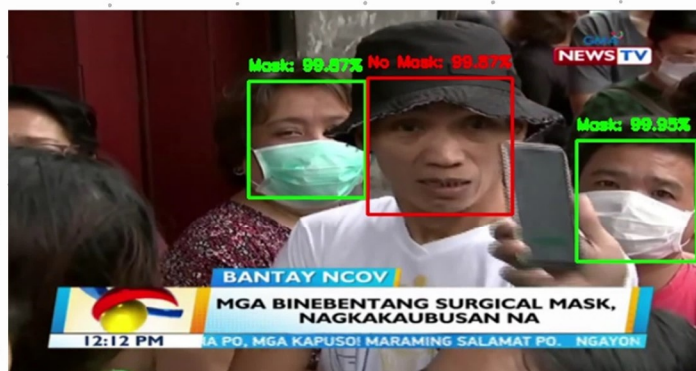 GMA
NEWS TV
Mask: 99.87%
No Mask: 99.87%
Mask: 99.95%
BANTAY NCOV
MGA BINEBENTANG SURGICAL MASK,
NAGKAKAUBUSAN NA
12:12 PM
PO, MGA KAPUSO! MARAMING SALAMAT PO. NGAYON